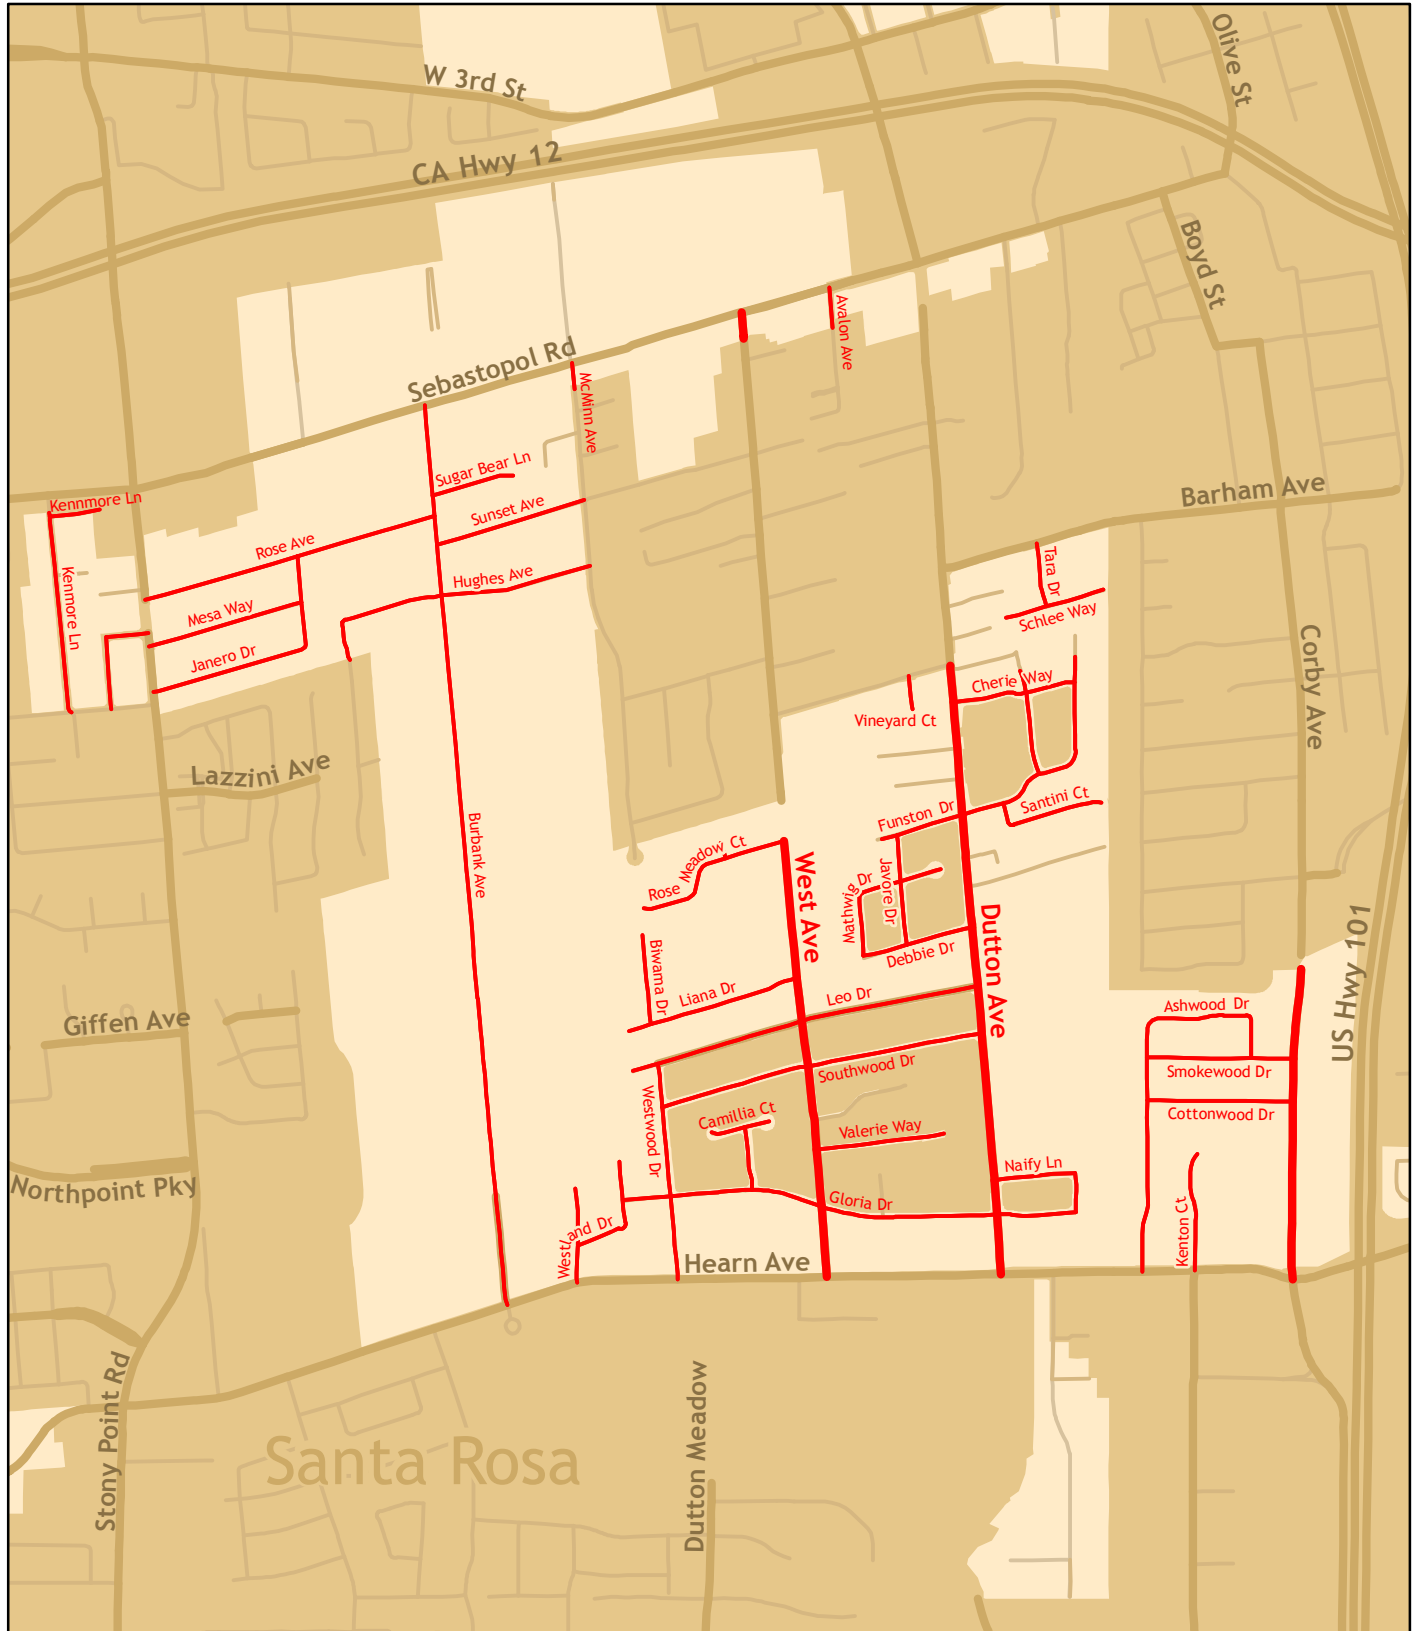 Olive St
W 3rd St
CA Hwy 12
Boyd St
Avalon Ave
Sebastopol Rd
McMinn Ave
Sugar Bear Ln
Kennmore Ln
Sunset Ave
Barham Ave
Rose Ave
Hughes Ave
Tara Dr
Kenmore Ln
Mesa Way
Schlee Way
Janero Dr
Corby Ave
Cherie Way
Vineyard Ct
Lazzini Ave
Santini Ct
Funston Dr
Burbank Ave
Rose Meadow Ct
West Ave
Mathwig Dr
Javore Dr
Dutton Ave
Debbie Dr
US Hwy 101
Biwama Dr
Liana Dr
Leo Dr
Giffen Ave
Ashwood Dr
Southwood Dr
Smokewood Dr
Westwood Dr
Camillia Ct
Cottonwood Dr
Valerie Way
Naify Ln
Northpoint Pky
Gloria Dr
Westland Dr
Kenton Ct
Hearn Ave
Stony Point Rd
Dutton Meadow
Santa Rosa